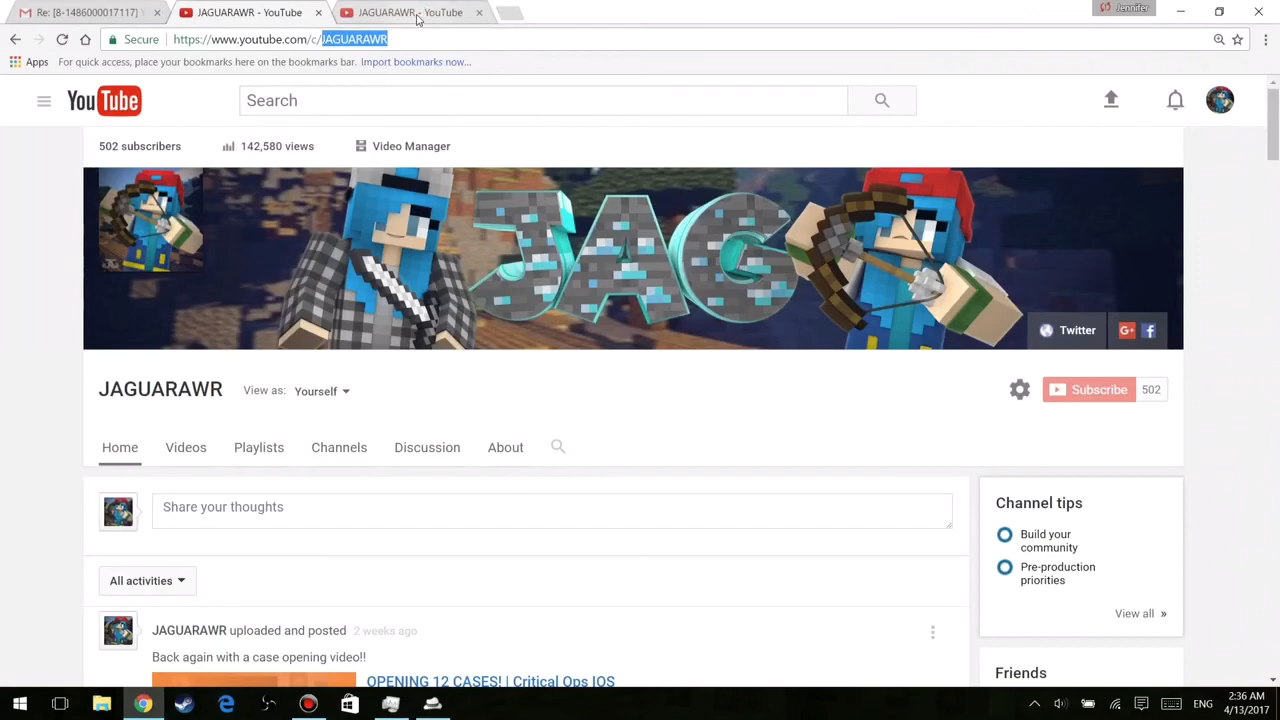 Re: [8-1486000017117] Y
JAGUARAWR - YouTube
JAGUARAWR - YouTube
Jennifer
Secure https://www.youtube.com/c/JAGUARAWR
Apps For quick access, place your bookmarks here on the bookmarks bar. Import bookmarks now...
YouTube
Search
502 subscribers 142,580 views Video Manager
JAG
Twitter
JAGUARAWR View as: Yourself
Subscribe 502
Home Videos Playlists Channels Discussion About
Share your thoughts
Channel tips
Build your
community
Pre-production
priorities
View all »
All activities
JAGUARAWR uploaded and posted 2 weeks ago
Back again with a case opening video!!
OPENING 12 CASES! | Critical Ops IOS
Friends
ENG
2:36 AM
4/13/2017